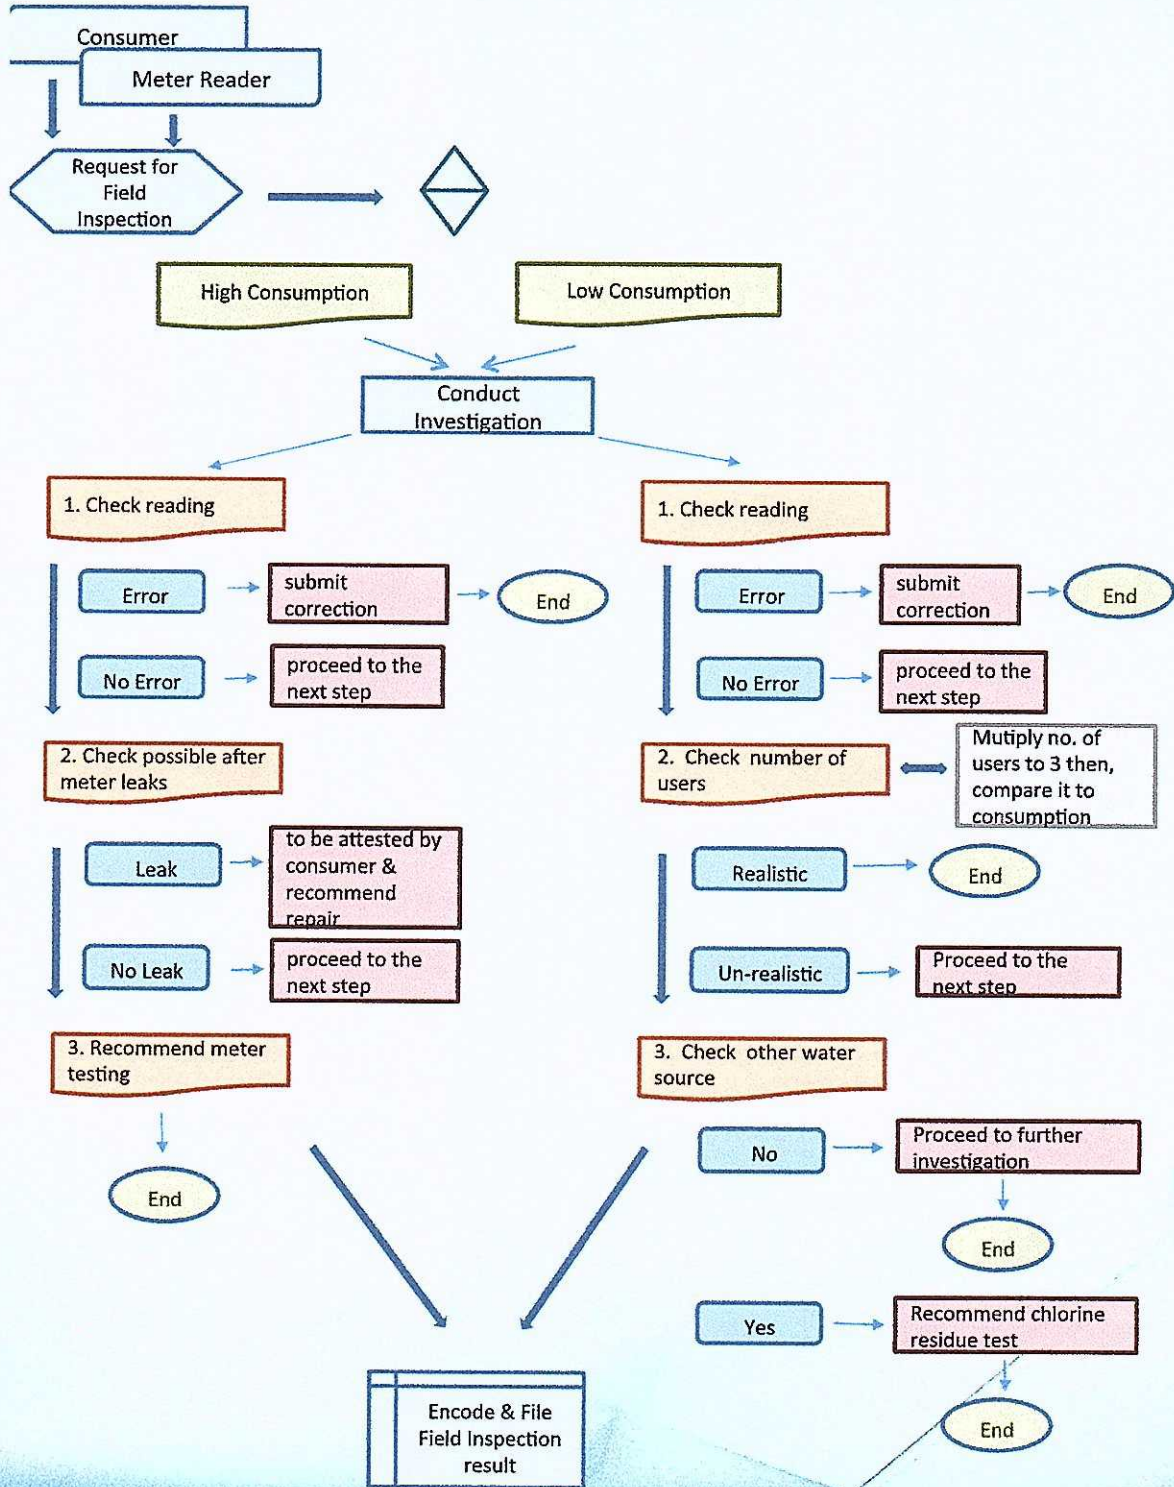 Consumer
Meter Reader
Request for
Field
Inspection
High Consumption
Low Consumption
Conduct
Investigation
1. Check reading
Error
submit
correction
End
No Error
proceed to the
next step
2. Check possible after
meter leaks
Leak
to be attested by
consumer &
recommend
repair
No Leak
proceed to the
next step
3. Recommend meter
testing
End
1. Check reading
Error
submit
correction
End
No Error
proceed to the
next step
2. Check number of
users
Mutiply no. of
users to 3 then,
compare it to
consumption
Realistic
End
Un-realistic
Proceed to the
next step
3. Check other water
source
No
Proceed to further
investigation
End
Yes
Recommend chlorine
residue test
End
Encode & File
Field Inspection
result